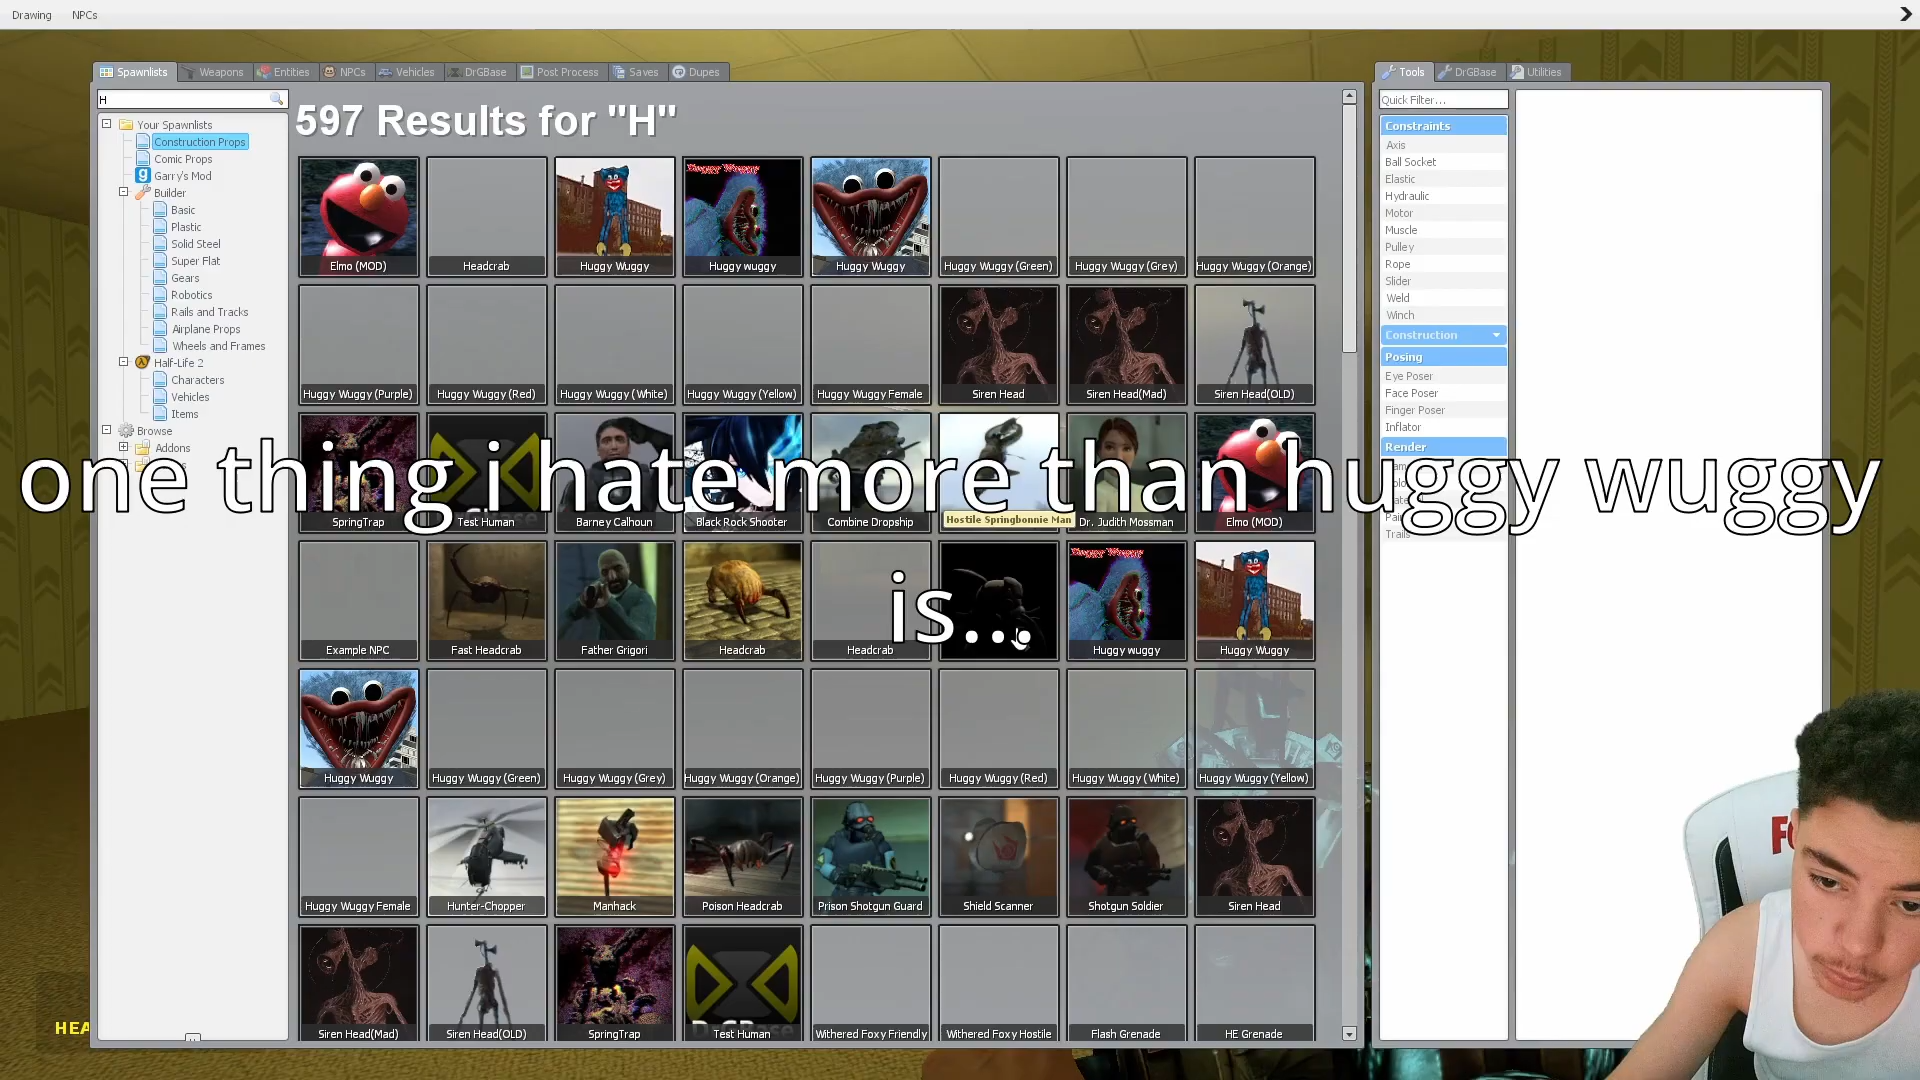 Drawing NPCs
Spawnlists Weapons Entities NPCs Vehicles DrGBase Post Process Saves Dupes
Tools DrGBase Utilities
H
597 Results for "H"
Your Spawnlists
Construction Props
Comic Props
Garry's Mod
Builder
Basic
Plastic
Solid Steel
Super Flat
Gears
Robotics
Rails and Tracks
Airplane Props
Wheels and Frames
Half-Life 2
Characters
Vehicles
Items
Browse
Addons
Elmo (MOD) Headcrab Huggy Wuggy Huggy wuggy Huggy Wuggy Huggy Wuggy (Green) Huggy Wuggy (Grey) Huggy Wuggy (Orange)
Huggy Wuggy (Purple) Huggy Wuggy (Red) Huggy Wuggy (White) Huggy Wuggy (Yellow) Huggy Wuggy Female Siren Head Siren Head(Mad) Siren Head(OLD)
one thing i hate more than huggy wuggy
is...
SpringTrap Test Human Barney Calhoun Black Rock Shooter Combine Dropship Hostile Springbonnie Man Dr. Judith Mossman Elmo (MOD)
Example NPC Fast Headcrab Father Grigori Headcrab Headcrab Huggy wuggy Huggy Wuggy
Huggy Wuggy Huggy Wuggy (Green) Huggy Wuggy (Grey) Huggy Wuggy (Orange) Huggy Wuggy (Purple) Huggy Wuggy (Red) Huggy Wuggy (White) Huggy Wuggy (Yellow)
Huggy Wuggy Female Hunter-Chopper Manhack Poison Headcrab Prison Shotgun Guard Shield Scanner Shotgun Soldier Siren Head
Siren Head(Mad) Siren Head(OLD) SpringTrap Test Human Withered Foxy Friendly Withered Foxy Hostile Flash Grenade HE Grenade
Quick Filter...
Constraints
Axis
Ball Socket
Elastic
Hydraulic
Motor
Muscle
Pulley
Rope
Slider
Weld
Winch
Construction
Posing
Eye Poser
Face Poser
Finger Poser
Inflator
Render
Trails
HEA